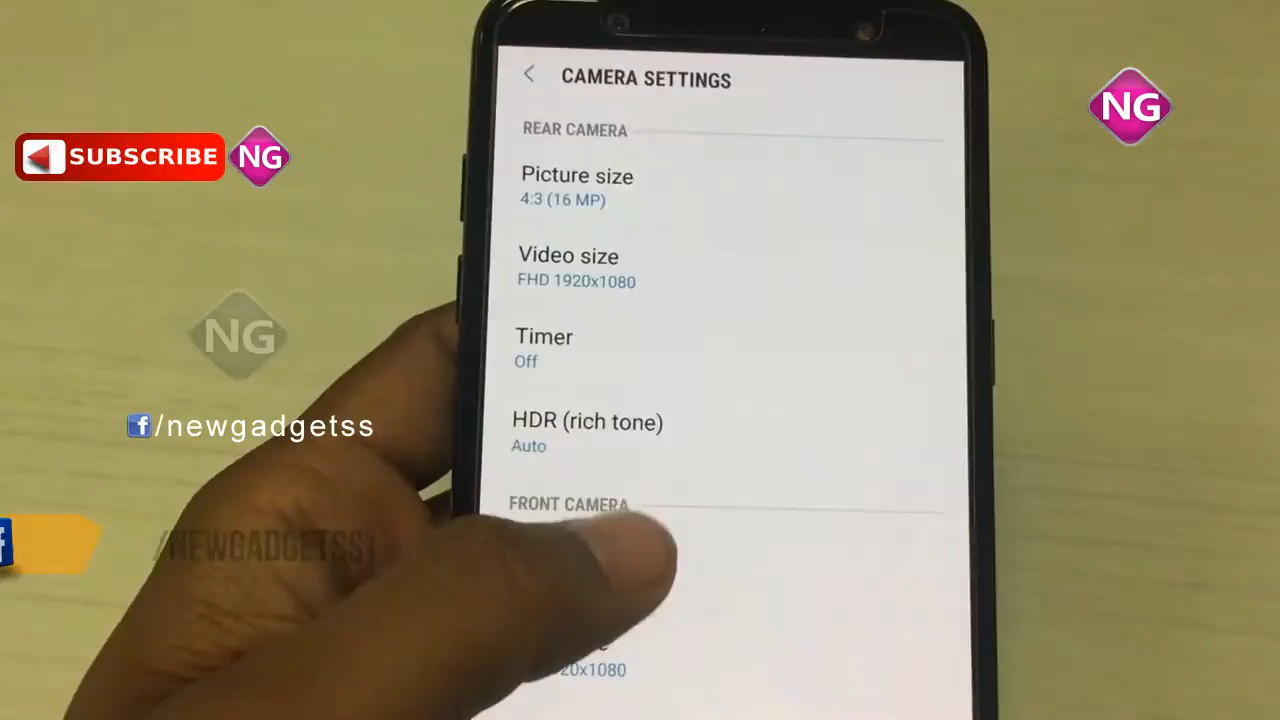 CAMERA SETTINGS
REAR CAMERA
Picture size
4:3 (16 MP)
Video size
FHD 1920x1080
Timer
Off
HDR (rich tone)
Auto
FRONT CAMERA
20x1080
SUBSCRIBE
NG
NG
NG
f/newgadgetss
f
/NEWGADGETSS